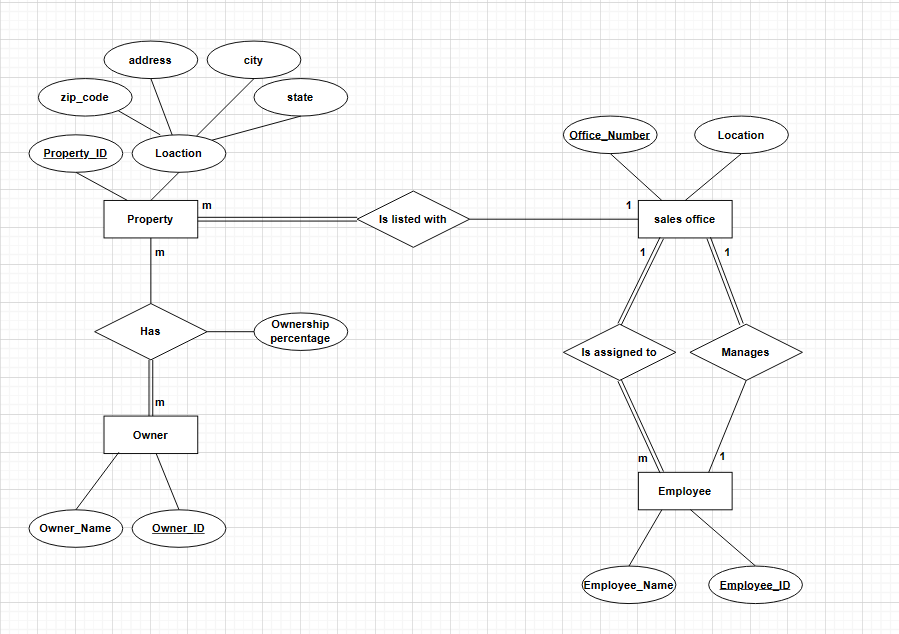 address
city
zip_code
state
Property_ID
Loaction
Office_Number
Location
Property
m
Is listed with
1
sales office
m
1
1
Has
Ownership
percentage
Is assigned to
Manages
m
Owner
m
1
Employee
Owner_Name
Owner_ID
Employee_Name
Employee_ID